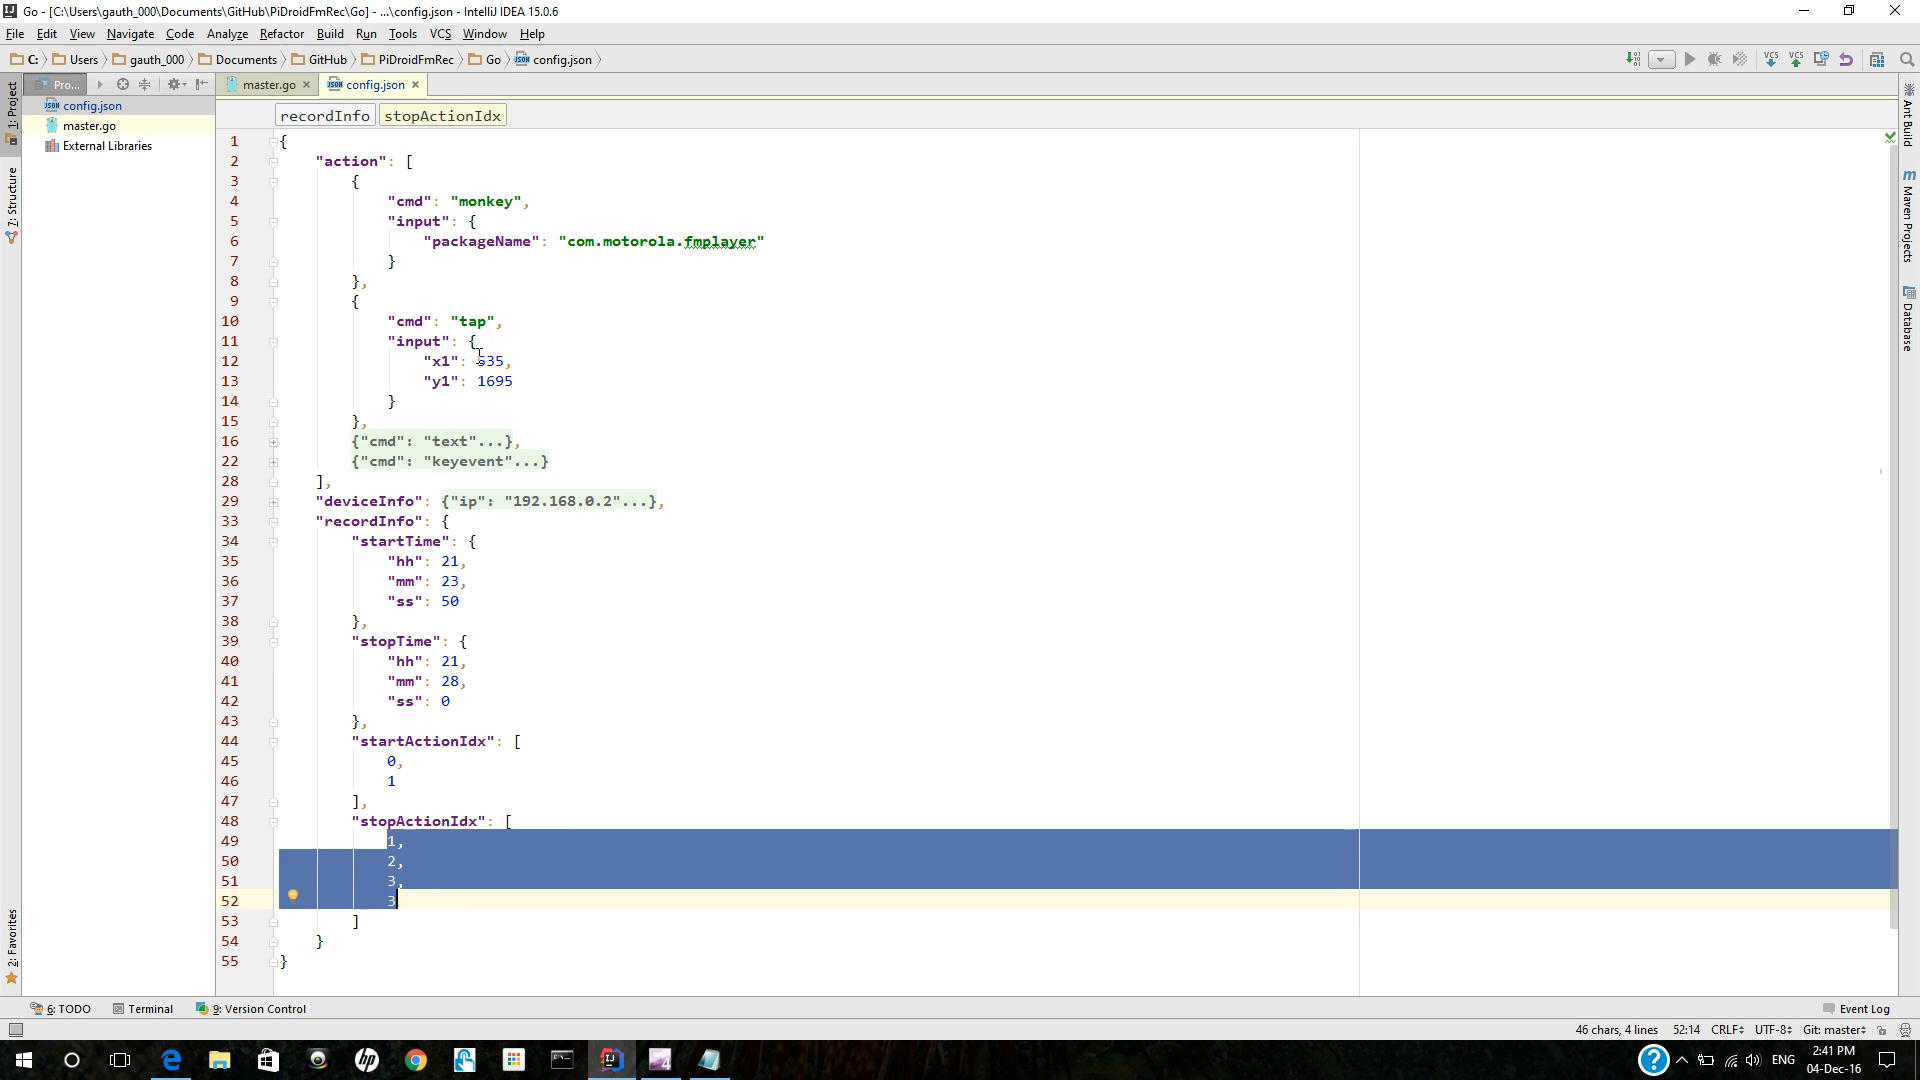 Go - [C:\Users\gauth_000\Documents\GitHub\PiDroidFmRec\Go] - ...\config.json - IntelliJ IDEA 15.0.6
File Edit View Navigate Code Analyze Refactor Build Run Tools VCS Window Help
C: Users gauth_000 Documents GitHub PiDroidFmRec Go config.json
Pro... master.go config.json
recordInfo stopActionIdx
config.json
master.go
External Libraries
1: Project
7: Structure
2: Favorites
1 {
2 "action": [
3 {
4 "cmd": "monkey",
5 "input": {
6 "packageName": "com.motorola.fmplayer"
7 }
8 },
9 {
10 "cmd": "tap",
11 "input": {
12 "x1": 535,
13 "y1": 1695
14 }
15 },
16 {"cmd": "text"...},
22 {"cmd": "keyevent"...}
28 ],
29 "deviceInfo": {"ip": "192.168.0.2"...},
33 "recordInfo": {
34 "startTime": {
35 "hh": 21,
36 "mm": 23,
37 "ss": 50
38 },
39 "stopTime": {
40 "hh": 21,
41 "mm": 28,
42 "ss": 0
43 },
44 "startActionIdx": [
45 0,
46 1
47 ],
48 "stopActionIdx": [
49 1,
50 2,
51 3,
52 3
53 ]
54 }
55 }
Ant Build
Maven Projects
Database
6: TODO Terminal 9: Version Control Event Log
46 chars, 4 lines 52:14 CRLF UTF-8 Git: master
ENG 2:41 PM
04-Dec-16